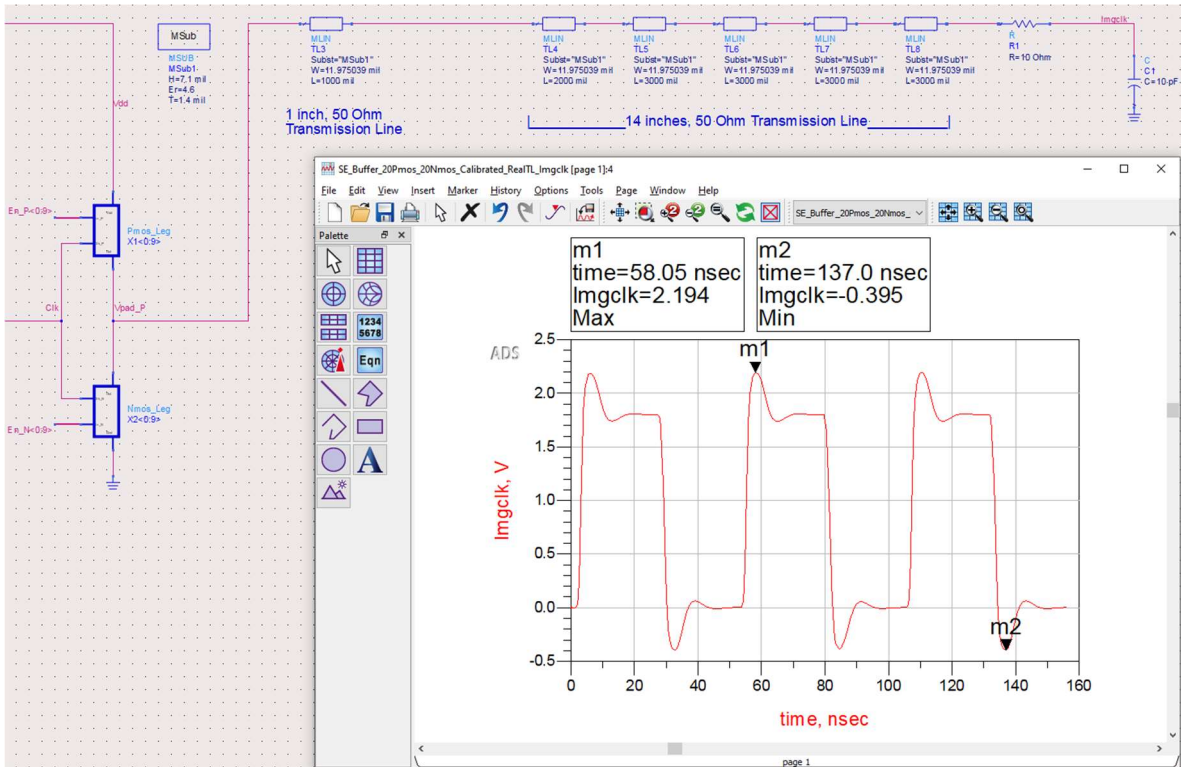 MSub
MSUB
MSub1
H=7.1 mil
Er=4.6
T=1.4 mil
MLIN
TL3
Subst="MSub1"
W=11.975039 mil
L=1000 mil
MLIN
TL4
Subst="MSub1"
W=11.975039 mil
L=2000 mil
MLIN
TL5
Subst="MSub1"
W=11.975039 mil
L=3000 mil
MLIN
TL6
Subst="MSub1"
W=11.975039 mil
L=3000 mil
MLIN
TL7
Subst="MSub1"
W=11.975039 mil
L=3000 mil
MLIN
TL8
Subst="MSub1"
W=11.975039 mil
L=3000 mil
R
R1
R=10 Ohm
Imgclk
C
C1
C=10 pF
1 inch, 50 Ohm
Transmission Line
14 inches, 50 Ohm Transmission Line
Vdd
En_P<0:9>
Pmos_Leg
X1<0:9>
Clk
Vpad_P
Nmos_Leg
X2<0:9>
En_N<0:9>
SE_Buffer_20Pmos_20Nmos_Calibrated_RealTL_Imgclk [page 1]:4
File Edit View Insert Marker History Options Tools Page Window Help
SE_Buffer_20Pmos_20Nmos_
Palette
1234
5678
Eqn
A
m1
time=58.05 nsec
Imgclk=2.194
Max
m2
time=137.0 nsec
Imgclk=-0.395
Min
ADS
m1
m2
2.5
2.0
1.5
1.0
0.5
0.0
-0.5
Imgclk, V
0 20 40 60 80 100 120 140 160
time, nsec
page 1